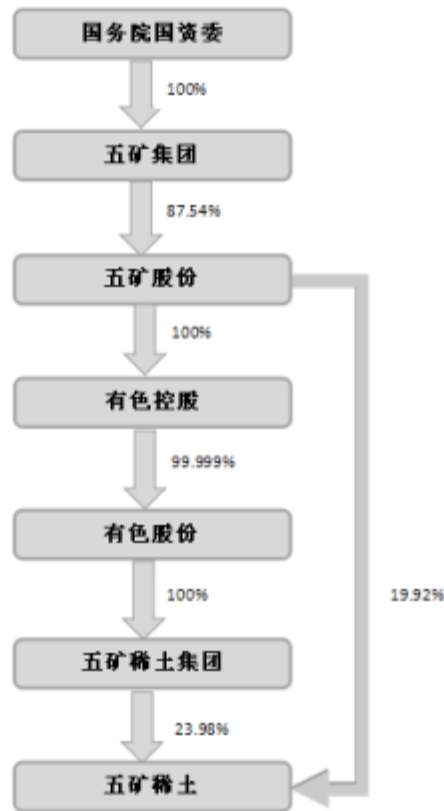 国务院国资委
100%
五矿集团
87.54%
五矿股份
100%
有色控股
99.999%
有色股份
100%
19.92%
五矿稀土集团
23.98%
五矿稀土